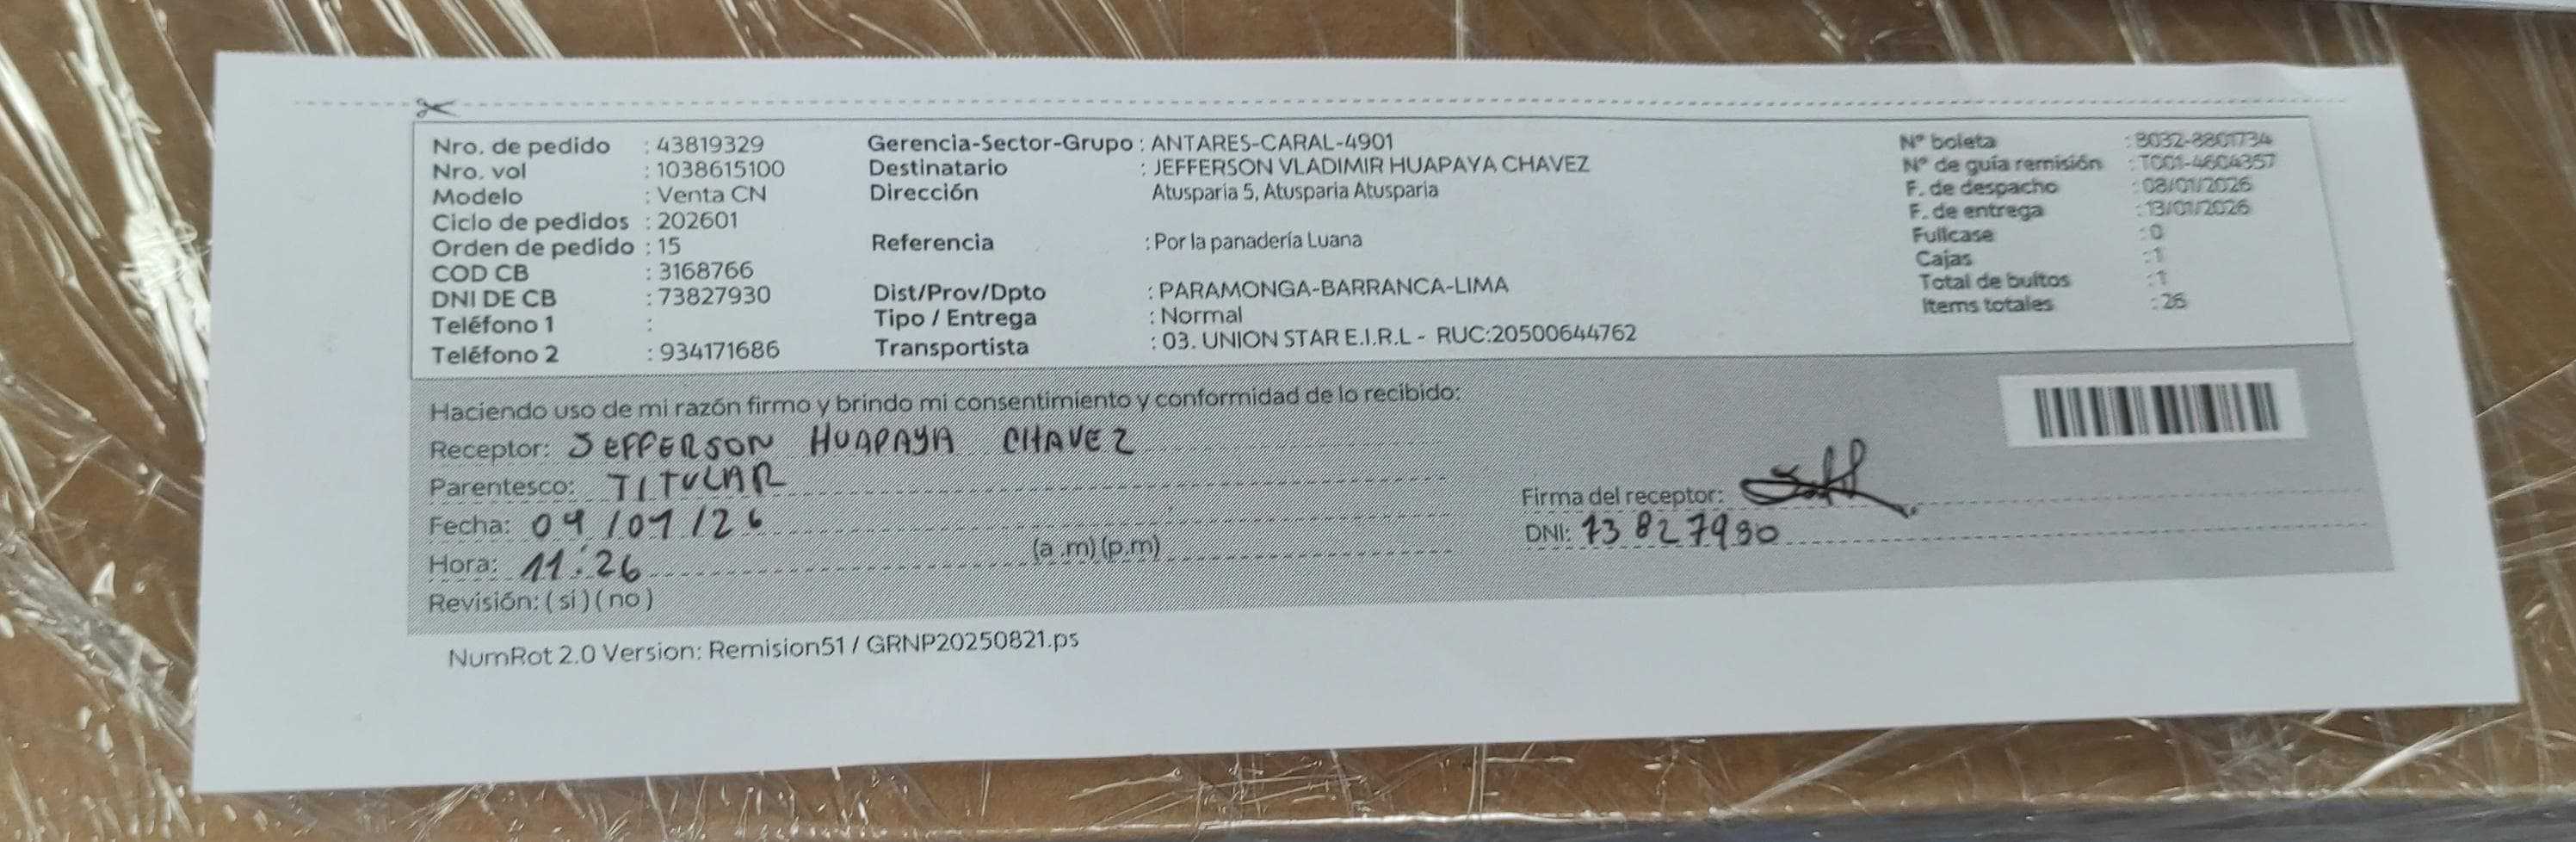 Nro. de pedido : 43819329
Nro. vol : 1038615100
Modelo : Venta CN
Ciclo de pedidos : 202601
Orden de pedido : 15
COD CB : 3168766
DNI DE CB : 73827930
Teléfono 1 :
Teléfono 2 : 934171686
Gerencia-Sector-Grupo : ANTARES-CARAL-4901
Destinatario : JEFFERSON VLADIMIR HUAPAYA CHAVEZ
Dirección Atusparia 5, Atusparia Atusparia
Referencia : Por la panadería Luana
Dist/Prov/Dpto : PARAMONGA-BARRANCA-LIMA
Tipo / Entrega : Normal
Transportista : 03. UNION STAR E.I.R.L - RUC:20500644762
N° boleta : B032-8801734
N° de guía remisión : T001-4604357
F. de despacho : 08/01/2026
F. de entrega : 13/01/2026
Fullcase : 0
Cajas : 1
Total de bultos : 1
Items totales : 26
Haciendo uso de mi razón firmo y brindo mi consentimiento y conformidad de lo recibido:
Receptor: JEFFERSON HUAPAYA CHAVEZ
Parentesco: TITULAR
Fecha: 09/01/26
Hora: 11:26 (a.m) (p.m)
Revisión: ( si ) ( no )
Firma del receptor:
DNI: 73827930
NumRot 2.0 Version: Remision51 / GRNP20250821.ps